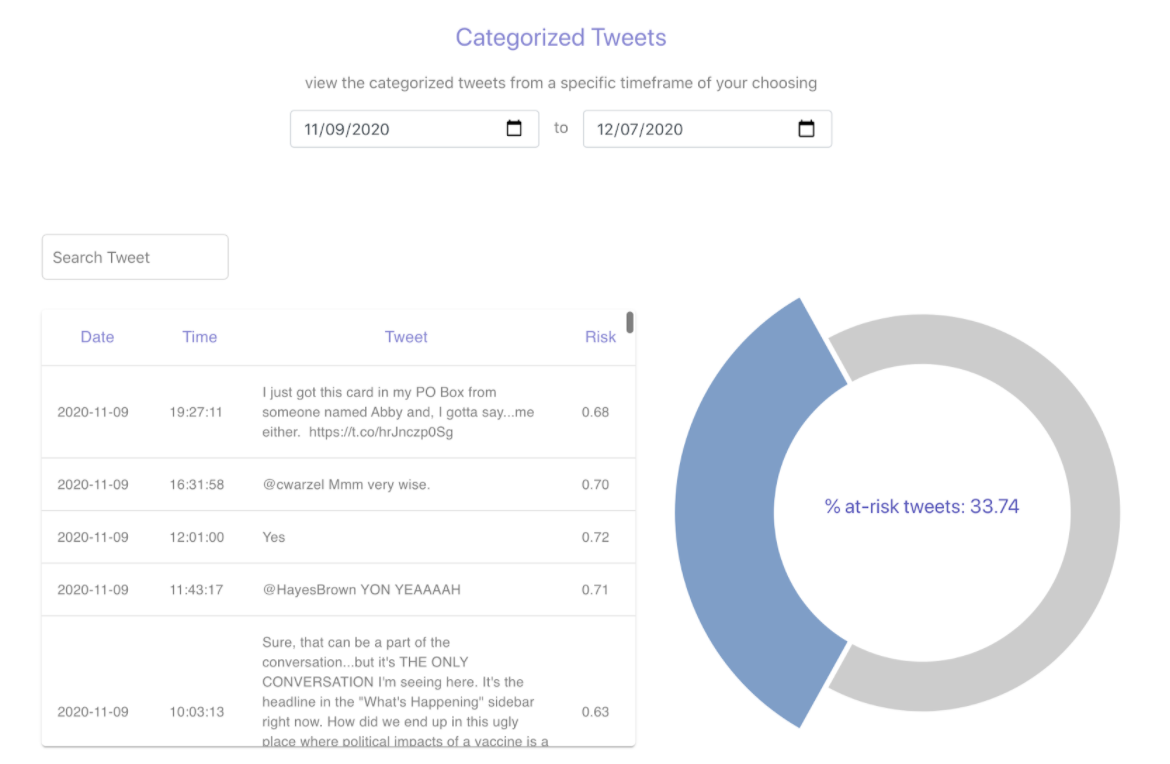 Categorized Tweets
view the categorized tweets from a specific timeframe of your choosing
11/09/2020 to 12/07/2020
Search Tweet
Date Time Tweet Risk
I just got this card in my PO Box from
2020-11-09 19:27:11 someone named Abby and, I gotta say...me 0.68
either. https://t.co/hrJnczp0Sg
2020-11-09 16:31:58 @cwarzel Mmm very wise. 0.70
2020-11-09 12:01:00 Yes 0.72
2020-11-09 11:43:17 @HayesBrown YON YEAAAAH 0.71
Sure, that can be a part of the
conversation...but it's THE ONLY
CONVERSATION I'm seeing here. It's the
headline in the "What's Happening" sidebar
2020-11-09 10:03:13 right now. How did we end up in this ugly 0.63
place where political impacts of a vaccine is a
% at-risk tweets: 33.74